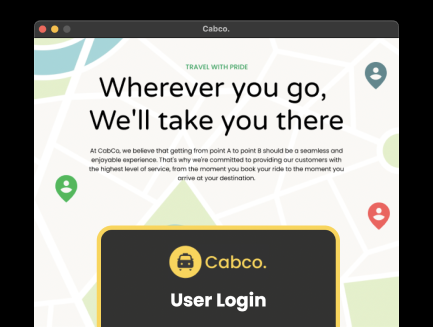 Cabco.
TRAVEL WITH PRIDE
Wherever you go,
We'll take you there
At CabCo, we believe that getting from point A to point B should be a seamless and
enjoyable experience. That's why we're committed to providing our customers with
the highest level of service, from the moment you book your ride to the moment you
arrive at your destination.
Cabco.
User Login